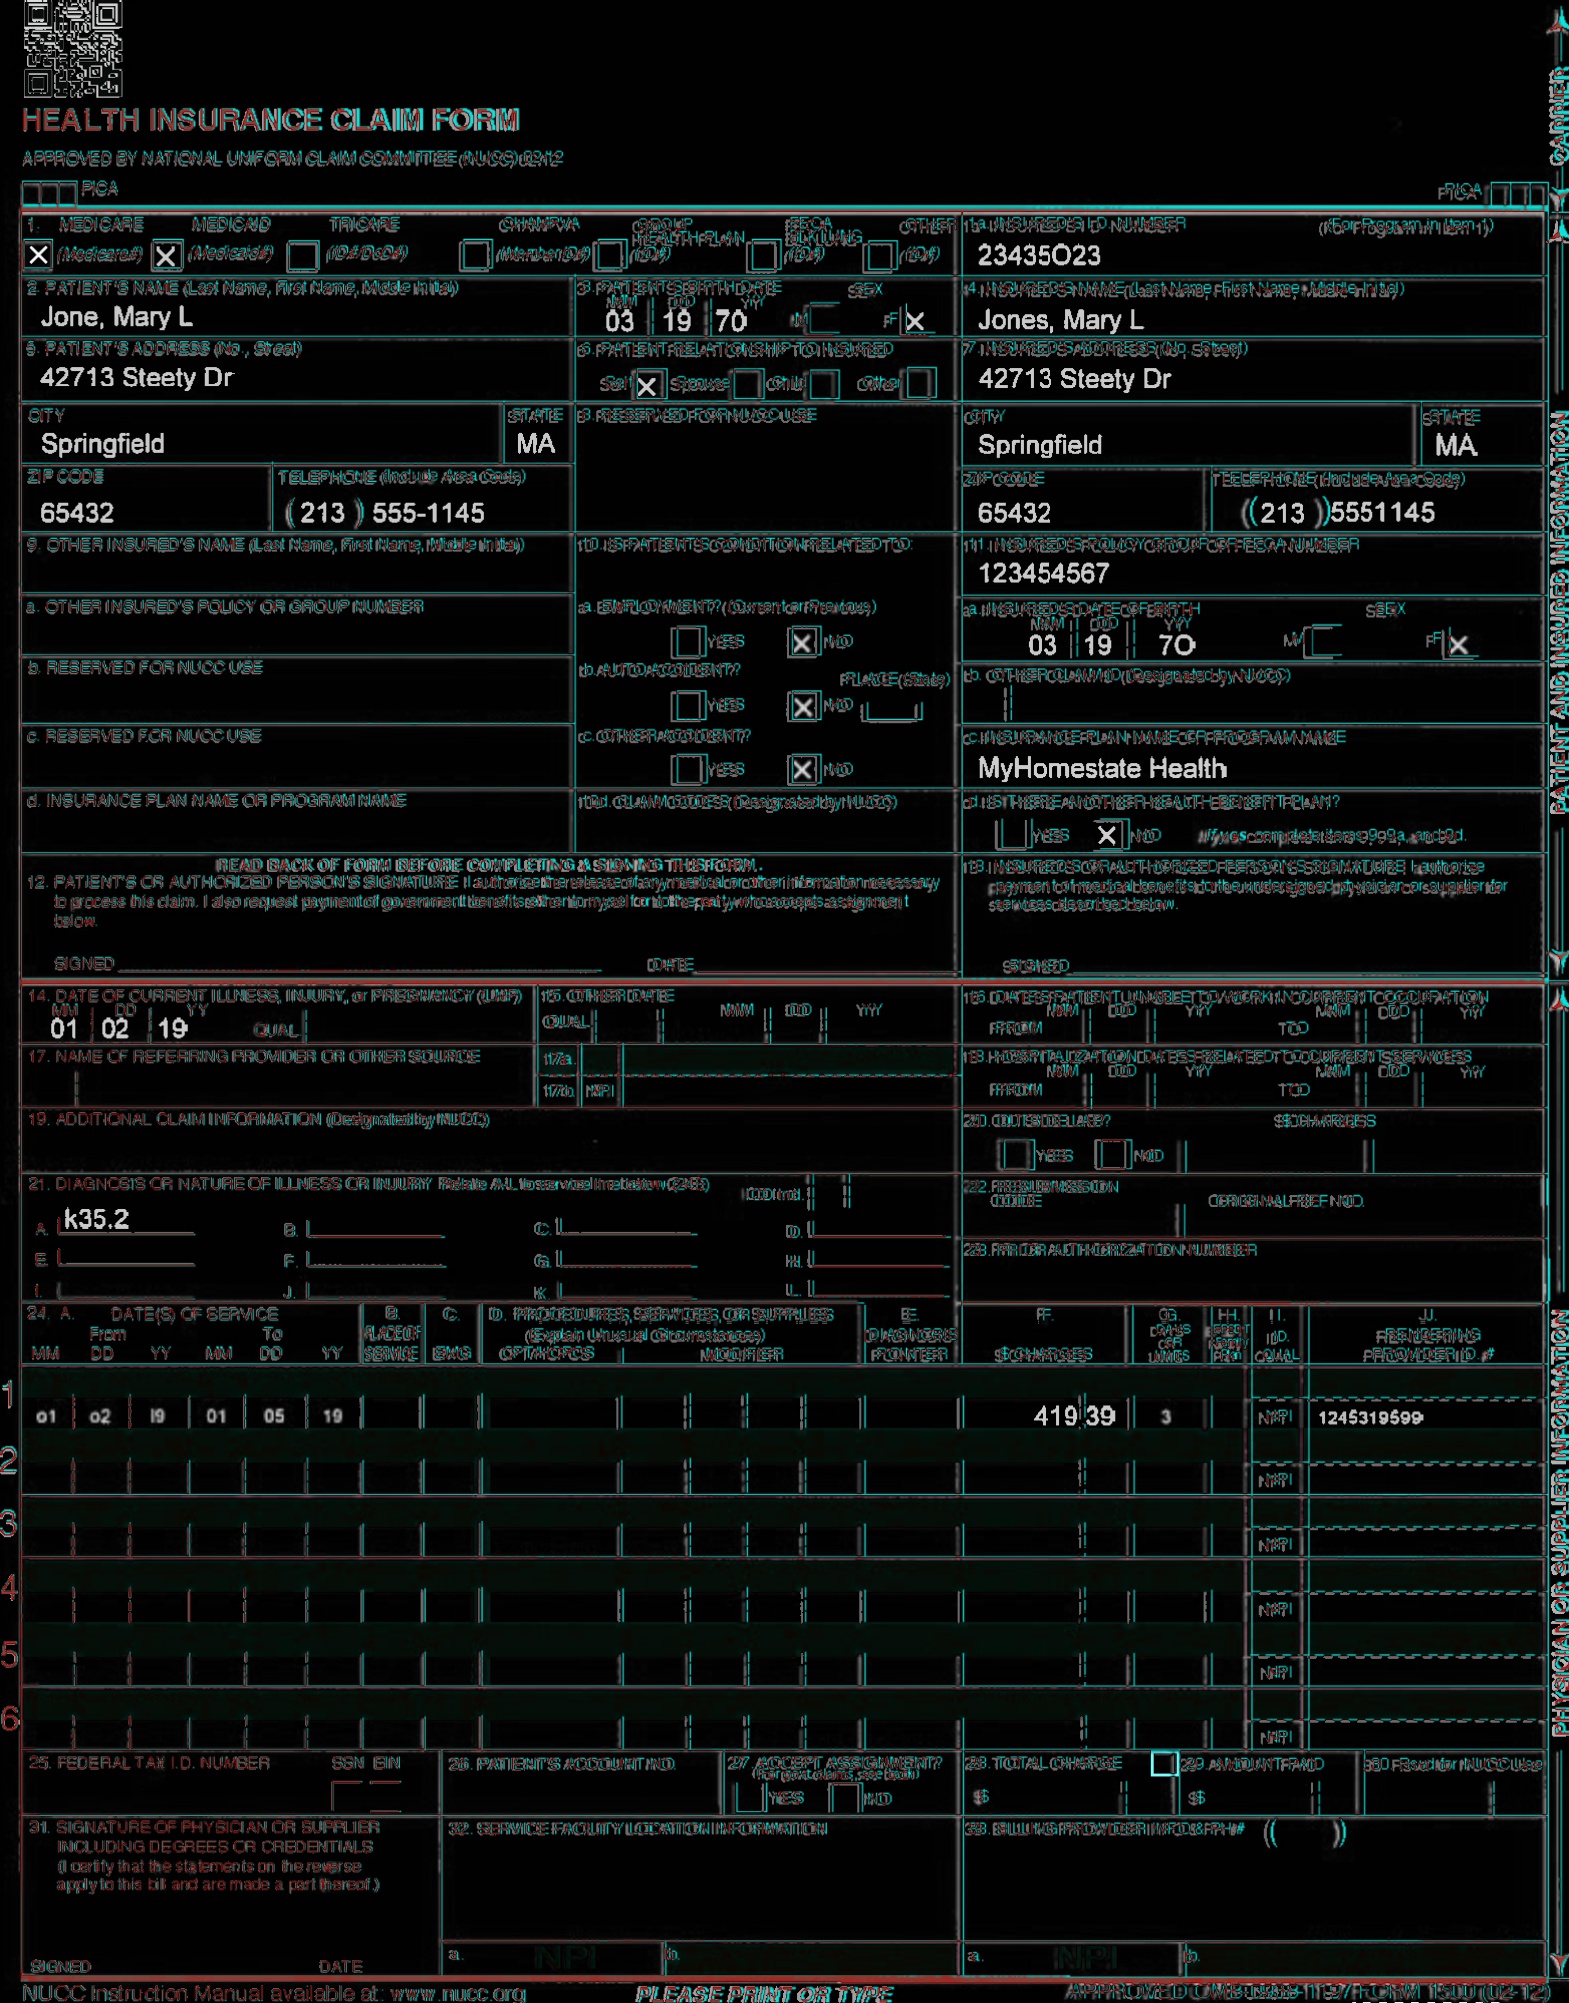 HEALTH INSURANCE CLAIM FORM
APPROVED BY NATIONAL UNIFORM CLAIM COMMITTEE (NUCC) 02/12
PICA PICA
CARRIER
1. MEDICARE MEDICAID TRICARE CHAMPVA GROUP HEALTH PLAN FECA BLK LUNG OTHER
(Medicare#) (Medicaid#) (ID#/DoD#) (Member ID#) (ID#) (ID#) (ID#)
1a. INSURED'S I.D. NUMBER (For Program in Item 1)
23435O23
2. PATIENT'S NAME (Last Name, First Name, Middle Initial)
Jone, Mary L
3. PATIENT'S BIRTH DATE SEX
MM DD YY
03 19 70 M F
4. INSURED'S NAME (Last Name, First Name, Middle Initial)
Jones, Mary L
5. PATIENT'S ADDRESS (No., Street)
42713 Steety Dr
6. PATIENT RELATIONSHIP TO INSURED
Self Spouse Child Other
7. INSURED'S ADDRESS (No., Street)
42713 Steety Dr
CITY STATE
Springfield MA
8. RESERVED FOR NUCC USE
CITY STATE
Springfield MA
ZIP CODE TELEPHONE (Include Area Code)
65432 (213) 555-1145
ZIP CODE TELEPHONE (Include Area Code)
65432 (213) 5551145
9. OTHER INSURED'S NAME (Last Name, First Name, Middle Initial)
10. IS PATIENT'S CONDITION RELATED TO:
11. INSURED'S POLICY GROUP OR FECA NUMBER
123454567
a. OTHER INSURED'S POLICY OR GROUP NUMBER
a. EMPLOYMENT? (Current or Previous)
YES NO
a. INSURED'S DATE OF BIRTH SEX
MM DD YY
03 19 7O M F
b. RESERVED FOR NUCC USE
b. AUTO ACCIDENT? PLACE (State)
YES NO
b. OTHER CLAIM ID (Designated by NUCC)
c. RESERVED FOR NUCC USE
c. OTHER ACCIDENT?
YES NO
c. INSURANCE PLAN NAME OR PROGRAM NAME
MyHomestate Health
d. INSURANCE PLAN NAME OR PROGRAM NAME
10d. CLAIM CODES (Designated by NUCC)
d. IS THERE ANOTHER HEALTH BENEFIT PLAN?
YES NO If yes, complete items 9, 9a, and 9d.
READ BACK OF FORM BEFORE COMPLETING & SIGNING THIS FORM.
12. PATIENT'S OR AUTHORIZED PERSON'S SIGNATURE I authorize the release of any medical or other information necessary
to process this claim. I also request payment of government benefits either to myself or to the party who accepts assignment
below.
SIGNED DATE
13. INSURED'S OR AUTHORIZED PERSON'S SIGNATURE I authorize
payment of medical benefits to the undersigned physician or supplier for
services described below.
SIGNED
PATIENT AND INSURED INFORMATION
14. DATE OF CURRENT ILLNESS, INJURY, or PREGNANCY (LMP)
MM DD YY
01 02 19 QUAL
15. OTHER DATE
QUAL MM DD YY
16. DATES PATIENT UNABLE TO WORK IN CURRENT OCCUPATION
MM DD YY MM DD YY
FROM TO
17. NAME OF REFERRING PROVIDER OR OTHER SOURCE
17a.
17b. NPI
18. HOSPITALIZATION DATES RELATED TO CURRENT SERVICES
MM DD YY MM DD YY
FROM TO
19. ADDITIONAL CLAIM INFORMATION (Designated by NUCC)
20. OUTSIDE LAB? $ CHARGES
YES NO
21. DIAGNOSIS OR NATURE OF ILLNESS OR INJURY Relate A-L to service line below (24E)
ICD Ind.
A. k35.2 B. C. D.
E. F. G. H.
I. J. K. L.
22. RESUBMISSION CODE ORIGINAL REF. NO.
23. PRIOR AUTHORIZATION NUMBER
24. A. DATE(S) OF SERVICE B. C. D. PROCEDURES, SERVICES, OR SUPPLIES E. F. G. H. I. J.
From To PLACE OF (Explain Unusual Circumstances) DIAGNOSIS DAYS OR ID. RENDERING
MM DD YY MM DD YY SERVICE EMG CPT/HCPCS MODIFIER POINTER $ CHARGES UNITS QUAL. PROVIDER ID. #
1
o1 o2 I9 01 05 19 419 39 3 NPI 1245319599
2 NPI
3 NPI
4 NPI
5 NPI
6 NPI
25. FEDERAL TAX I.D. NUMBER SSN EIN
26. PATIENT'S ACCOUNT NO.
27. ACCEPT ASSIGNMENT?
(For govt. claims, see back)
YES NO
28. TOTAL CHARGE
$
29. AMOUNT PAID
$
30. Rsvd for NUCC Use
31. SIGNATURE OF PHYSICIAN OR SUPPLIER
INCLUDING DEGREES OR CREDENTIALS
(I certify that the statements on the reverse
apply to this bill and are made a part thereof.)
SIGNED DATE
32. SERVICE FACILITY LOCATION INFORMATION
a. NPI b.
33. BILLING PROVIDER INFO & PH # ( )
a. NPI b.
PHYSICIAN OR SUPPLIER INFORMATION
NUCC Instruction Manual available at: www.nucc.org
PLEASE PRINT OR TYPE
APPROVED OMB-0938-1197 FORM 1500 (02-12)